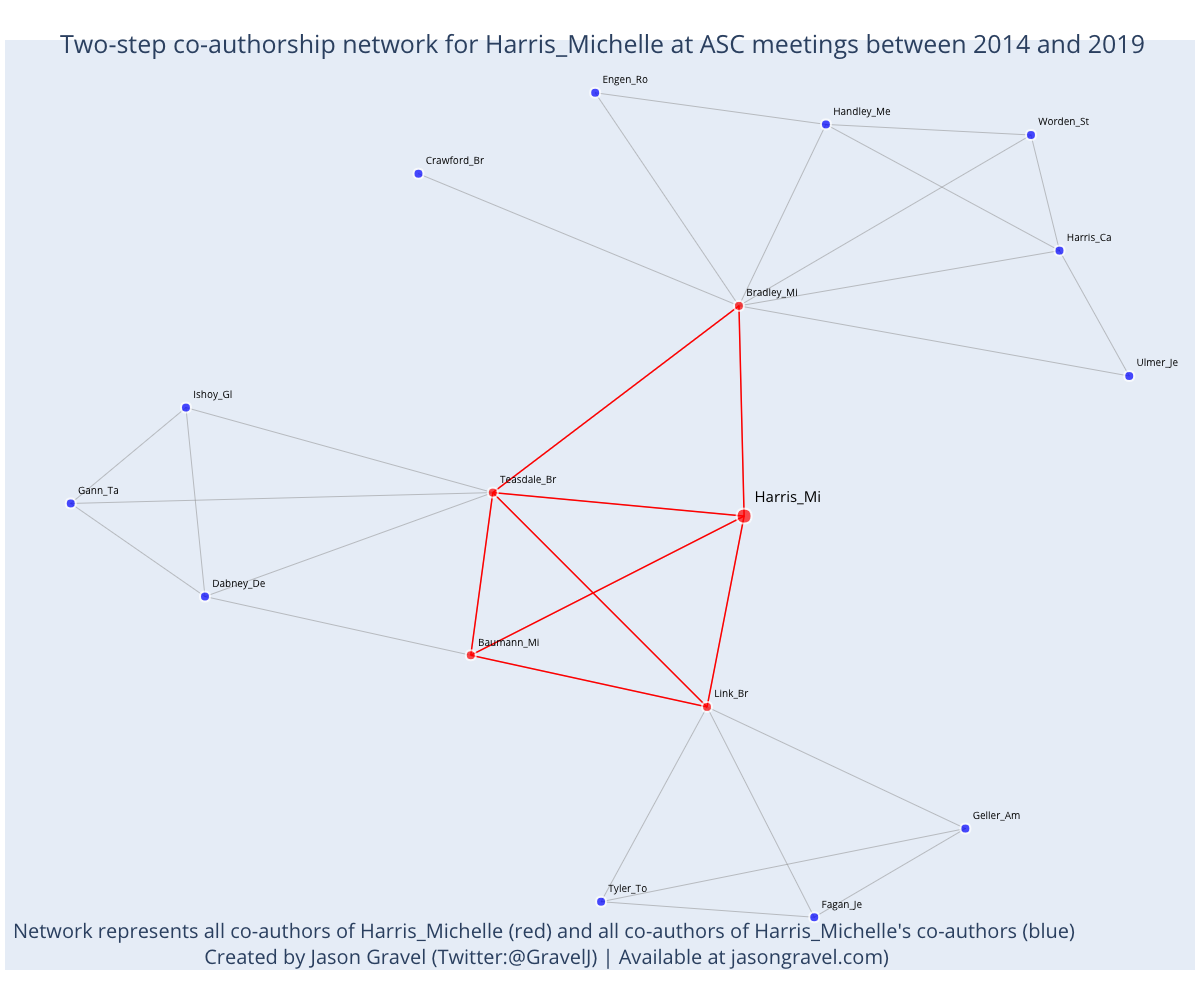 Two-step co-authorship network for Harris_Michelle at ASC meetings between 2014 and 2019
Engen_Ro
Handley_Me
Worden_St
Crawford_Br
Harris_Ca
Bradley_Mi
Ulmer_Je
Ishoy_Gl
Teasdale_Br
Gann_Ta
Harris_Mi
Dabney_De
Baumann_Mi
Link_Br
Geller_Am
Tyler_To
Fagan_Je
Network represents all co-authors of Harris_Michelle (red) and all co-authors of Harris_Michelle's co-authors (blue)
Created by Jason Gravel (Twitter:@GravelJ) | Available at jasongravel.com)